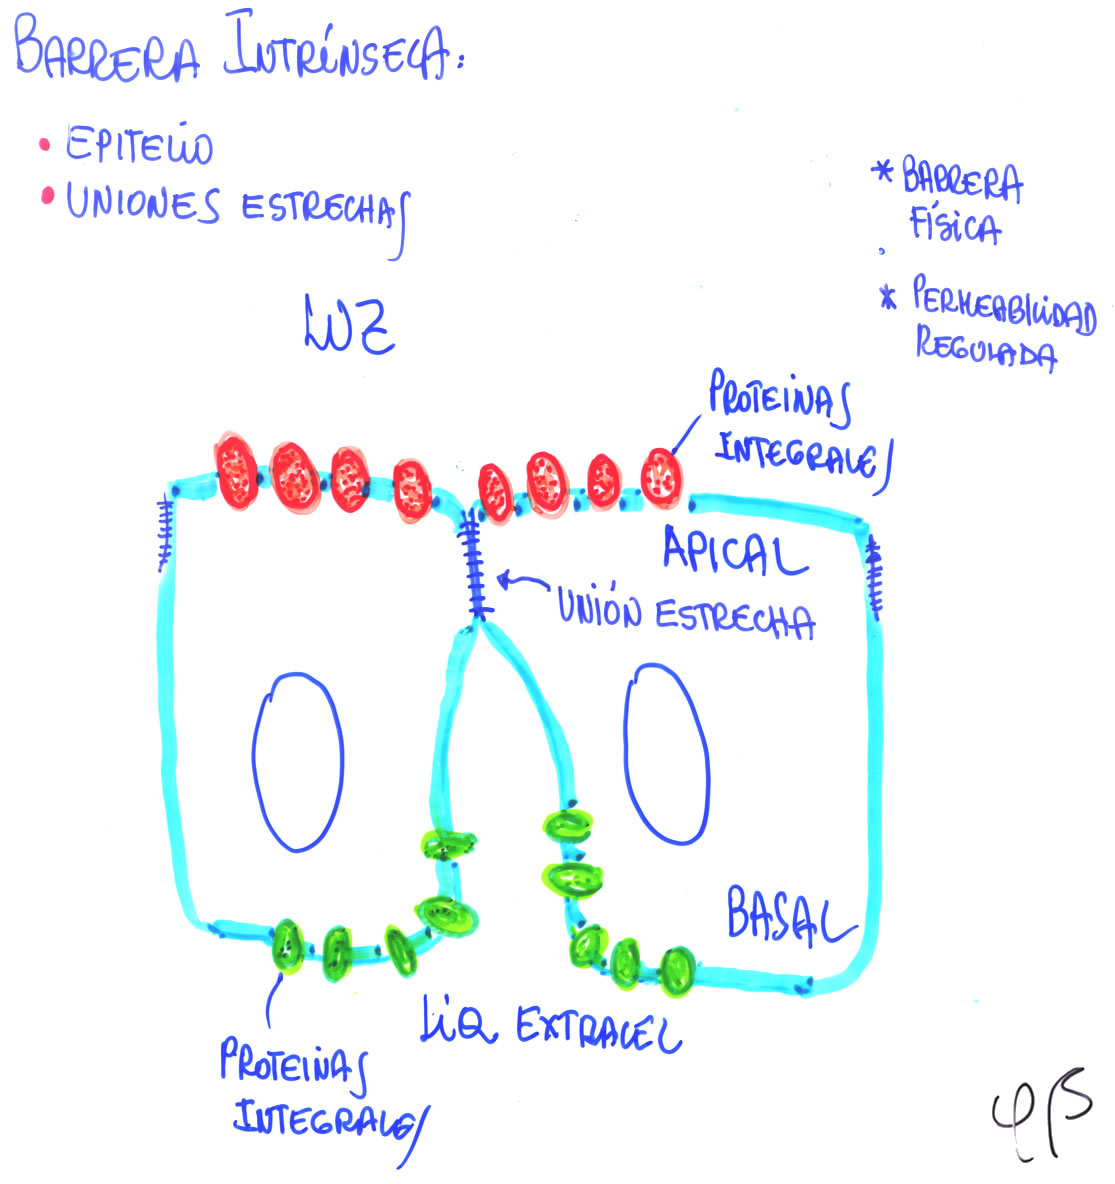 BARRERA INTRÍNSECA:
• EPITELIO
• UNIONES ESTRECHAS
* BARRERA
FÍSICA
* PERMEABILIDAD
REGULADA
LUZ
PROTEINAS
INTEGRALES
APICAL
UNIÓN ESTRECHA
BASAL
LIQ EXTRACEL
PROTEINAS
INTEGRALES